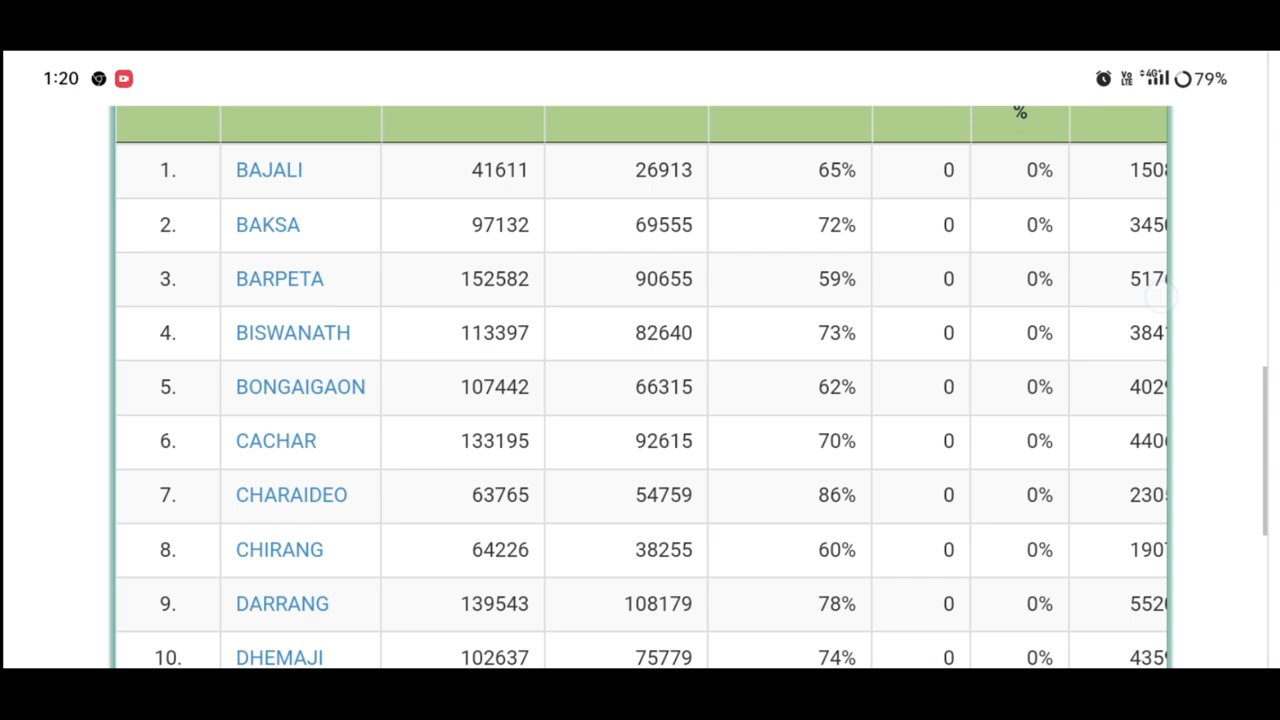 1:20 79%
%
1. BAJALI 41611 26913 65% 0 0%
2. BAKSA 97132 69555 72% 0 0%
3. BARPETA 152582 90655 59% 0 0%
4. BISWANATH 113397 82640 73% 0 0%
5. BONGAIGAON 107442 66315 62% 0 0%
6. CACHAR 133195 92615 70% 0 0%
7. CHARAIDEO 63765 54759 86% 0 0%
8. CHIRANG 64226 38255 60% 0 0%
9. DARRANG 139543 108179 78% 0 0%
10. DHEMAJI 102637 75779 74% 0 0%